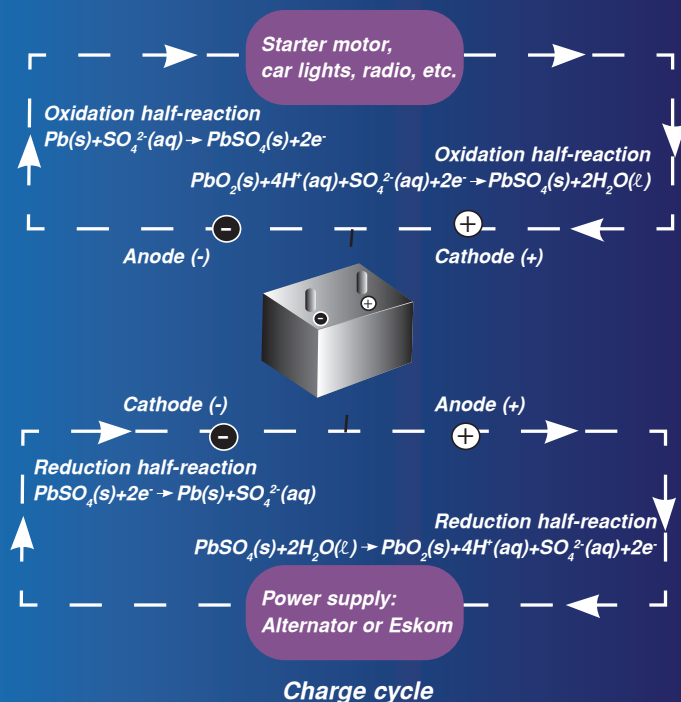 Starter motor,
car lights, radio, etc.
Oxidation half-reaction
Pb(s)+SO₄²⁻(aq)→PbSO₄(s)+2e⁻
Oxidation half-reaction
PbO₂(s)+4H⁺(aq)+SO₄²⁻(aq)+2e⁻→PbSO₄(s)+2H₂O(ℓ)
- +
Anode (-) Cathode (+)
- +
Cathode (-) Anode (+)
- +
Reduction half-reaction
PbSO₄(s)+2e⁻→Pb(s)+SO₄²⁻(aq)
Reduction half-reaction
PbSO₄(s)+2H₂O(ℓ)→PbO₂(s)+4H⁺(aq)+SO₄²⁻(aq)+2e⁻
Power supply:
Alternator or Eskom
Charge cycle